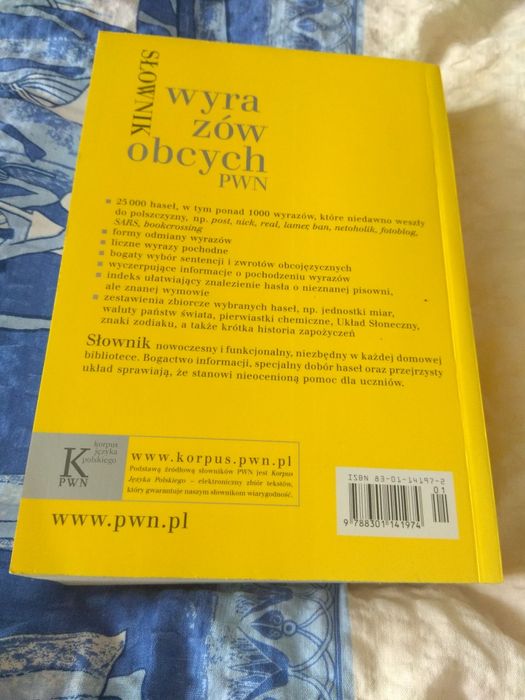 SŁOWNIK
wyra
zów
obcych
PWN
25 000 haseł, w tym ponad 1000 wyrazów, które niedawno weszły
do polszczyzny, np. post, nick, real, lamer, ban, netoholik, fotoblog,
SARS, bookcrossing
formy odmiany wyrazów
liczne wyrazy pochodne
bogaty wybór sentencji i zwrotów obcojęzycznych
wyczerpujące informacje o pochodzeniu wyrazów
indeks ułatwiający znalezienie hasła o nieznanej pisowni,
ale znanej wymowie
zestawienia zbiorcze wybranych haseł, np. jednostki miar,
waluty państw świata, pierwiastki chemiczne, Układ Słoneczny,
znaki zodiaku, a także krótka historia zapożyczeń
Słownik nowoczesny i funkcjonalny, niezbędny w każdej domowej
bibliotece. Bogactwo informacji, specjalny dobór haseł oraz przejrzysty
układ sprawiają, że stanowi nieocenioną pomoc dla uczniów.
korpus
języka
polskiego
K
PWN
www.korpus.pwn.pl
Podstawą źródłową słowników PWN jest Korpus
Języka Polskiego – elektroniczny zbiór tekstów,
który gwarantuje naszym słownikom wiarygodność.
www.pwn.pl
ISBN 83-01-14197-2
01
9 788301 141974